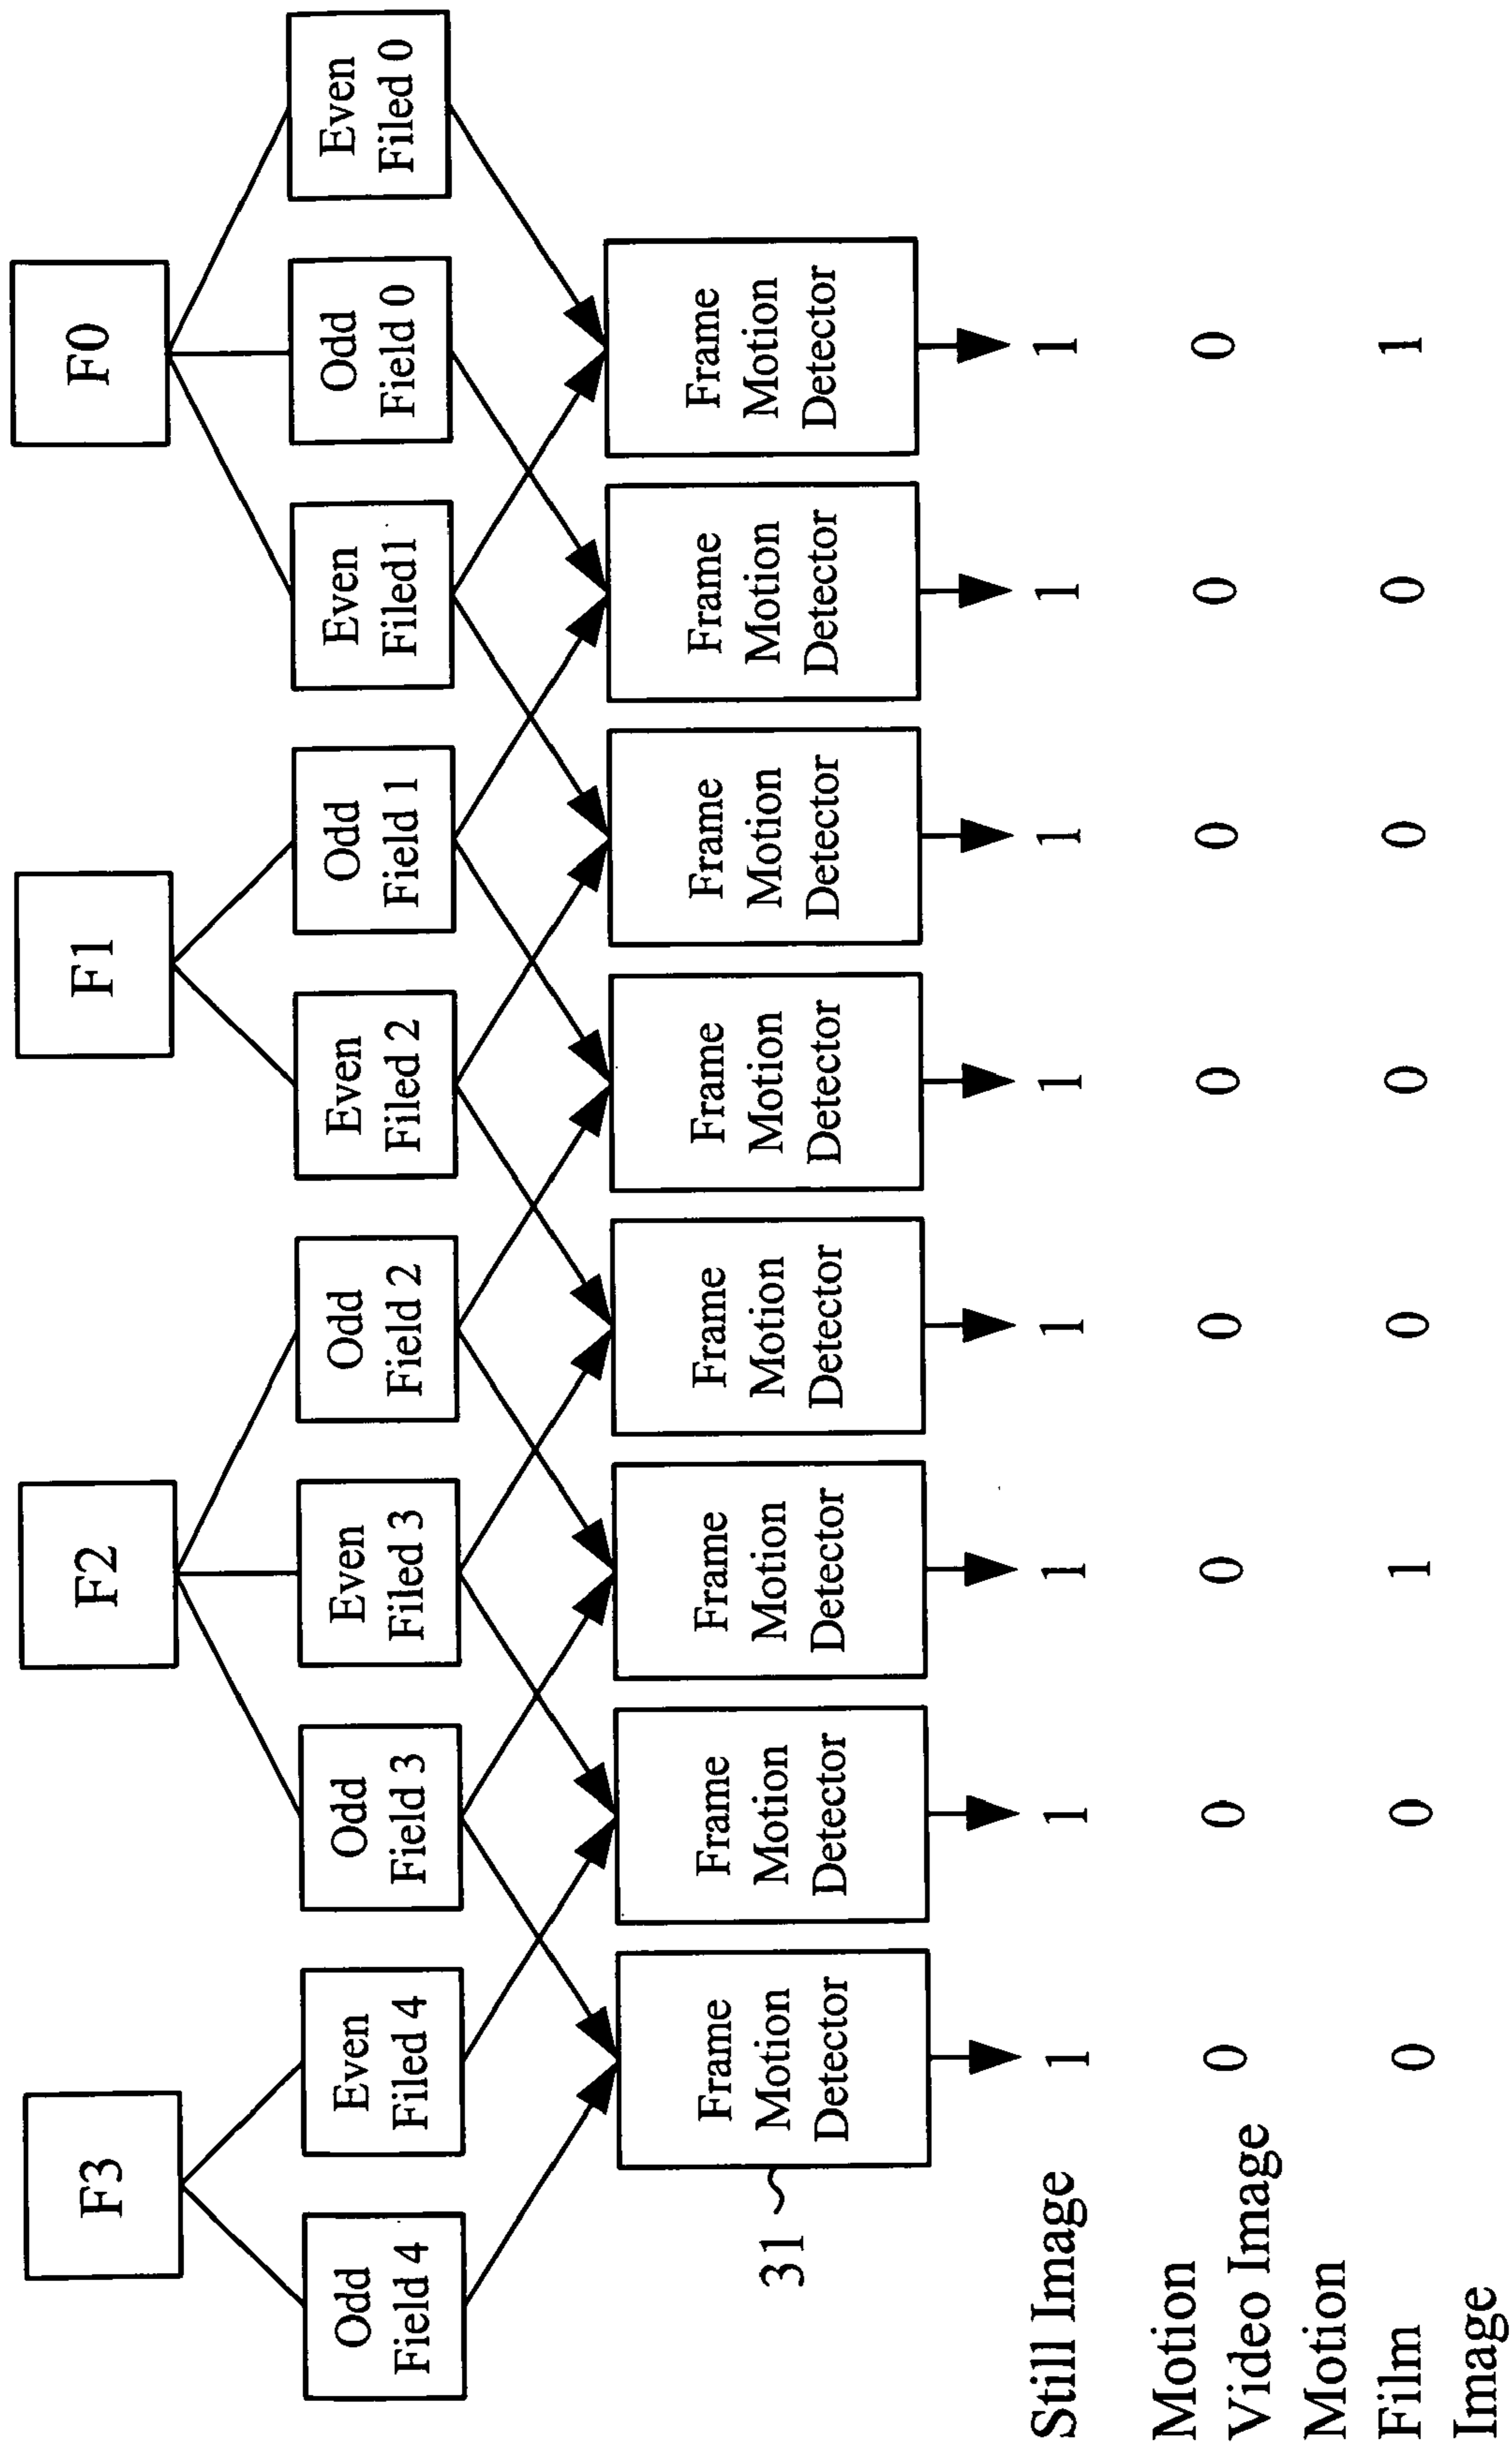 F3 F2 F1 F0
Odd Field 4
Even Filed 4
Odd Field 3
Even Filed 3
Odd Field 2
Even Filed 2
Odd Field 1
Even Filed1
Odd Field 0
Even Filed 0
31
Frame Motion Detector
Frame Motion Detector
Frame Motion Detector
Frame Motion Detector
Frame Motion Detector
Frame Motion Detector
Frame Motion Detector
Frame Motion Detector
Still Image 1 1 1 1 1 1 1 1
Motion
Video Image 0 0 0 0 0 0 0 0
Motion
Film 0 0 1 0 0 0 0 1
Image